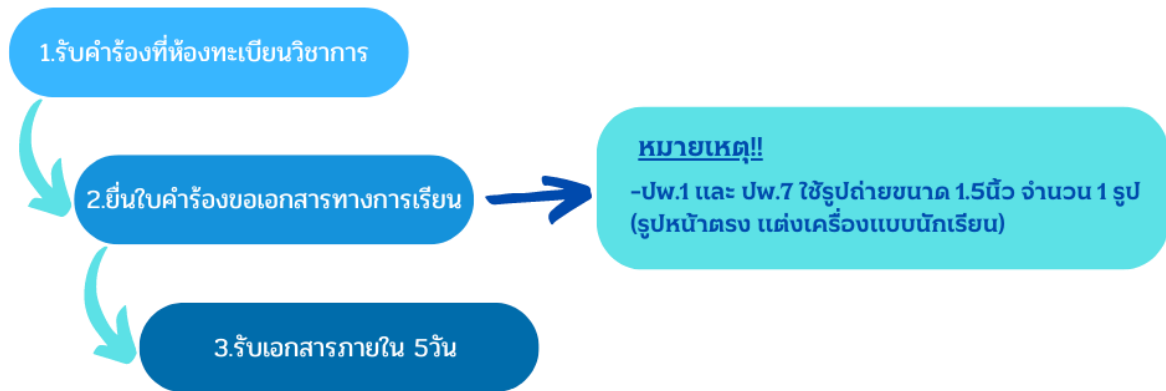 1.รับคำร้องที่ห้องทะเบียนวิชาการ
2.ยื่นใบคำร้องขอเอกสารทางการเรียน
หมายเหตุ!!
-ปพ.1 และ ปพ.7 ใช้รูปถ่ายขนาด 1.5นิ้ว จำนวน 1 รูป
(รูปหน้าตรง แต่งเครื่องแบบนักเรียน)
3.รับเอกสารภายใน 5วัน